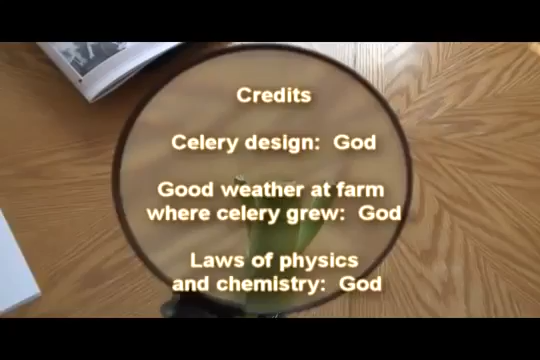 Credits
Celery design: God
Good weather at farm
where celery grew: God
Laws of physics
and chemistry: God